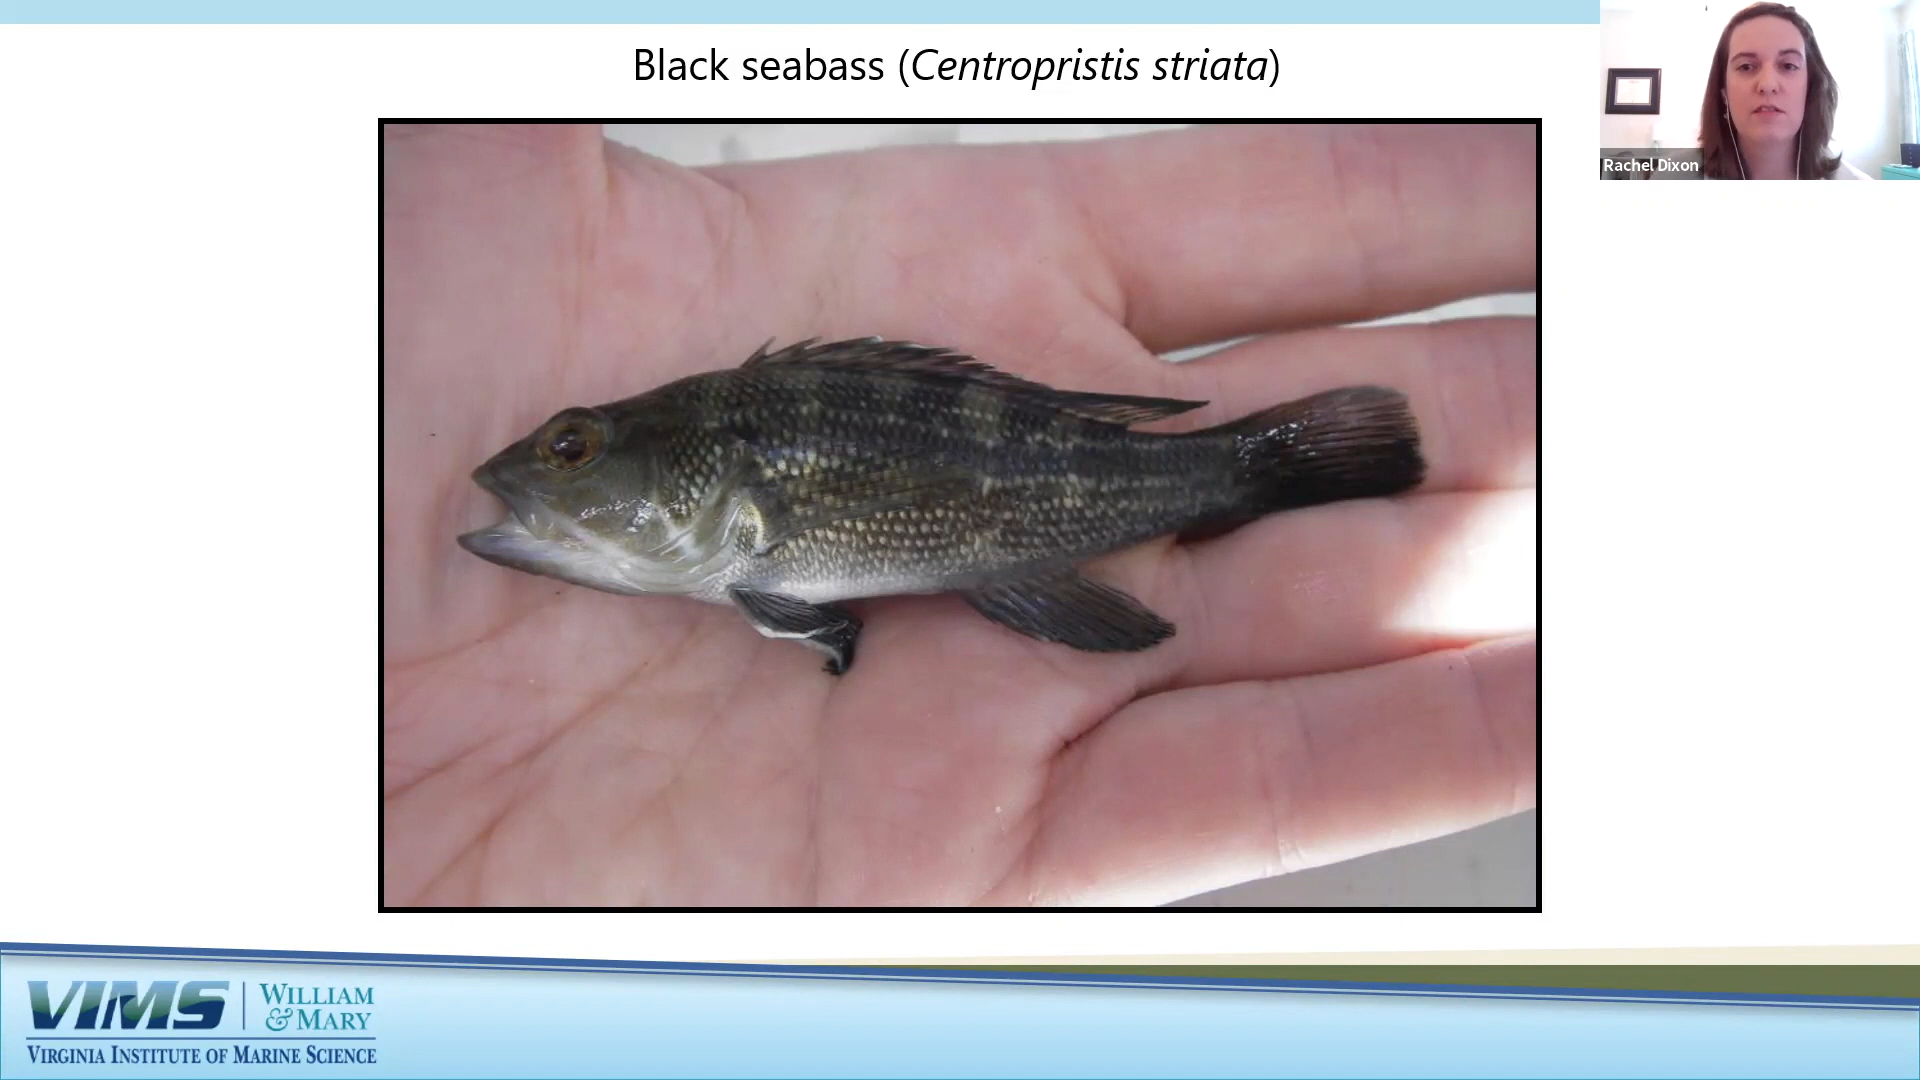 Black seabass (Centropristis striata)
Rachel Dixon
VIMS | WILLIAM
& MARY
VIRGINIA INSTITUTE OF MARINE SCIENCE